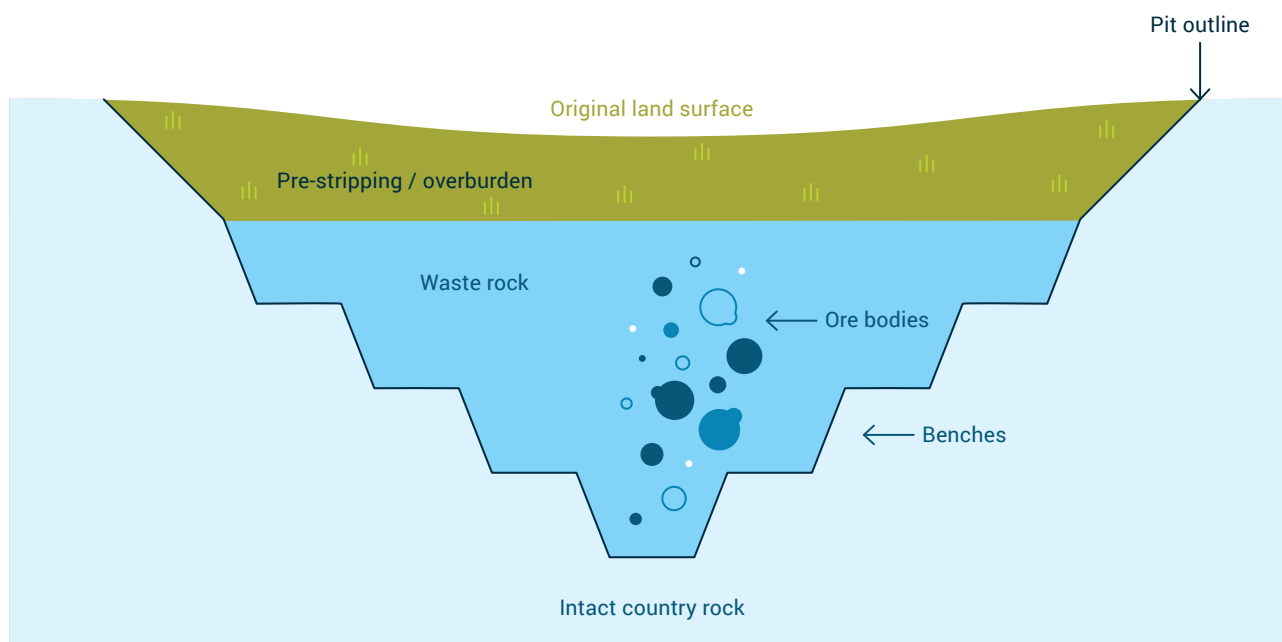 Pit outline
Original land surface
Pre-stripping / overburden
Waste rock
Ore bodies
Benches
Intact country rock